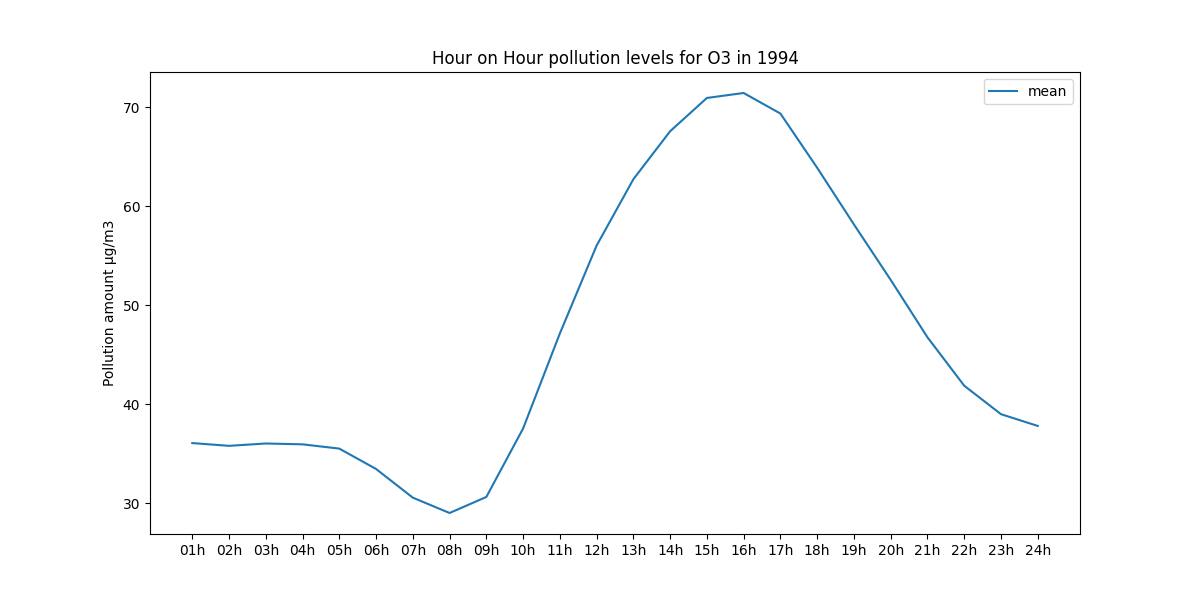 Hour on Hour pollution levels for O3 in 1994
mean
Pollution amount µg/m3
70
60
50
40
30
01h 02h 03h 04h 05h 06h 07h 08h 09h 10h 11h 12h 13h 14h 15h 16h 17h 18h 19h 20h 21h 22h 23h 24h